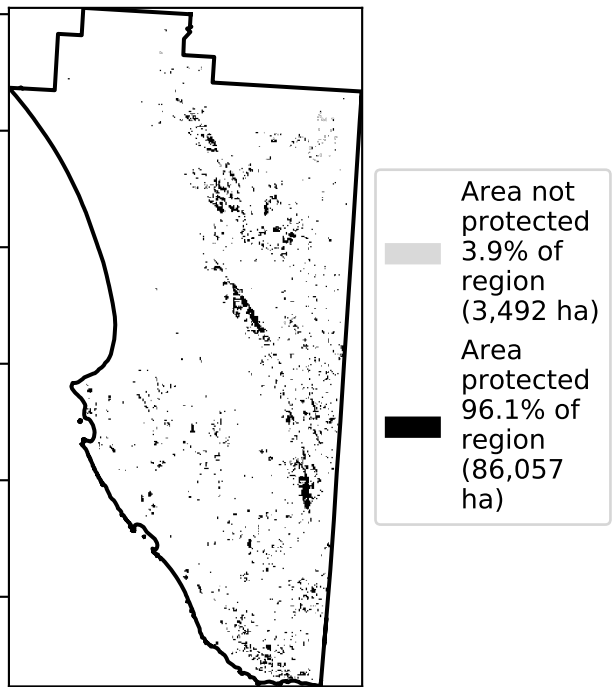 Area not
protected
3.9% of
region
(3,492 ha)
Area
protected
96.1% of
region
(86,057
ha)